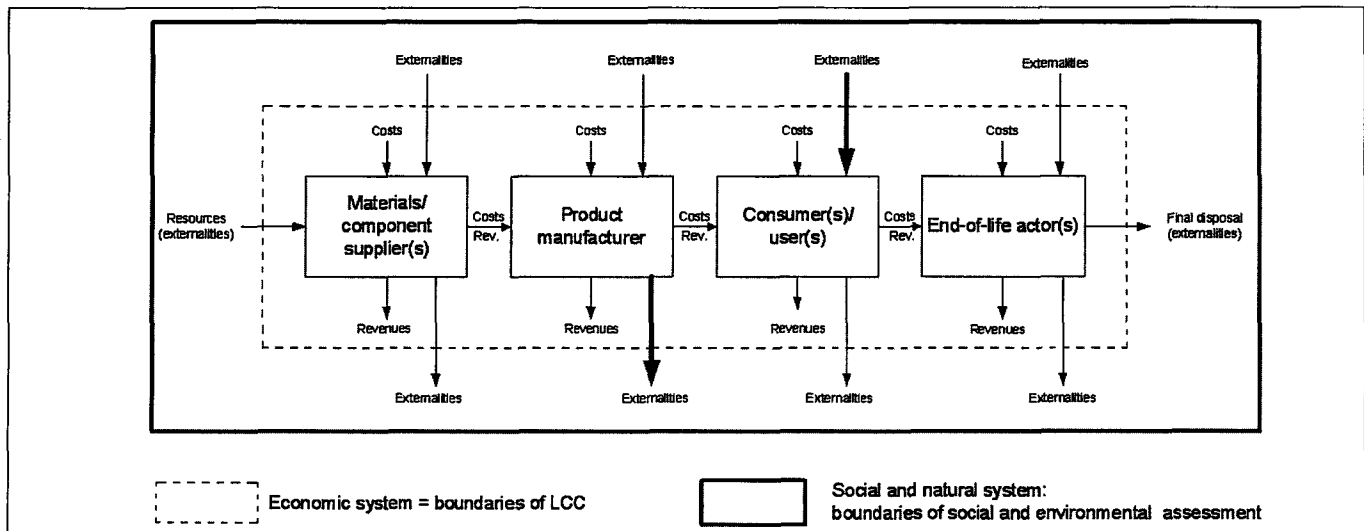 Externalities Externalities Externalities Externalities
Costs Costs Costs Costs
Materials/
component
supplier(s)
Product
manufacturer
Consumer(s)/
user(s)
End-of-life actor(s)
Resources
(externalities)
Costs
Rev.
Costs
Rev.
Costs
Rev.
Final disposal
(externalities)
Revenues Revenues Revenues Revenues
Externalities Externalities Externalities Externalities
Economic system = boundaries of LCC
Social and natural system:
boundaries of social and environmental assessment